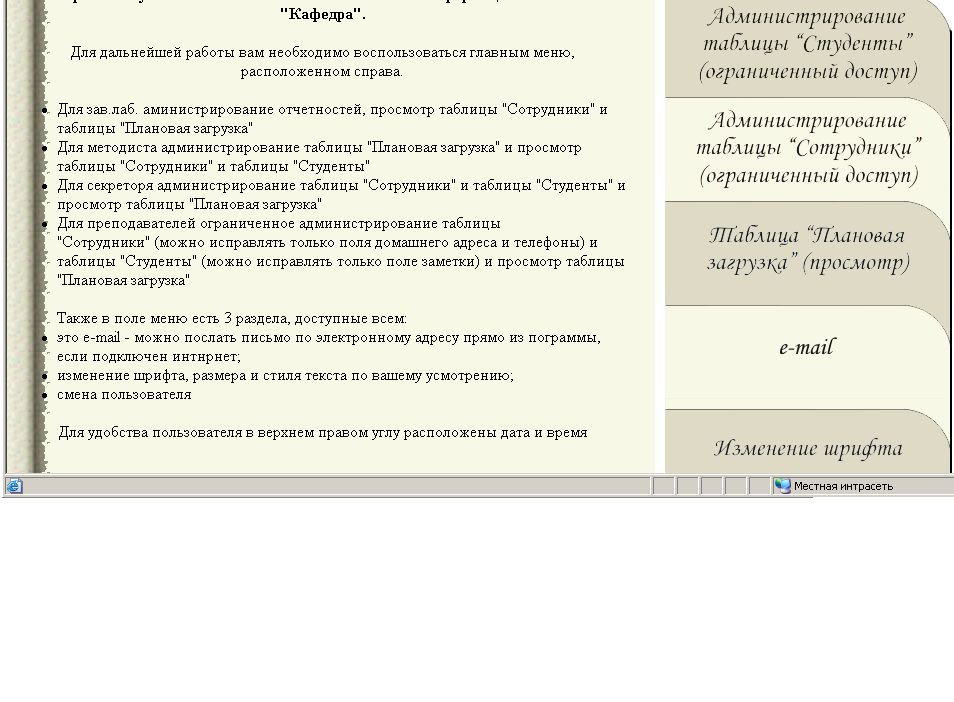 "Кафедра".
Для дальнейшей работы вам необходимо воспользоваться главным меню,
расположенном справа.
Для зав.лаб. аминистрирование отчетностей, просмотр таблицы "Сотрудники" и
таблицы "Плановая загрузка"
Для методиста администрирование таблицы "Плановая загрузка" и просмотр
таблицы "Сотрудники" и таблицы "Студенты"
Для секреторя администрирование таблицы "Сотрудники" и таблицы "Студенты" и
просмотр таблицы "Плановая загрузка"
Для преподавателей ограниченное администрирование таблицы
"Сотрудники" (можно исправлять только поля домашнего адреса и телефоны) и
таблицы "Студенты" (можно исправлять только поле заметки) и просмотр таблицы
"Плановая загрузка"
Также в поле меню есть 3 раздела, доступные всем:
это e-mail - можно послать письмо по электронному адресу прямо из пограммы,
если подключен интнрнет;
изменение шрифта, размера и стиля текста по вашему усмотрению;
смена пользователя
Для удобства пользователя в верхнем правом углу расположены дата и время
Администрирование
таблицы “Студенты”
(ограниченный доступ)
Администрирование
таблицы “Сотрудники”
(ограниченный доступ)
Таблица “Плановая
загрузка” (просмотр)
e-mail
Изменение шрифта
Местная интрасеть